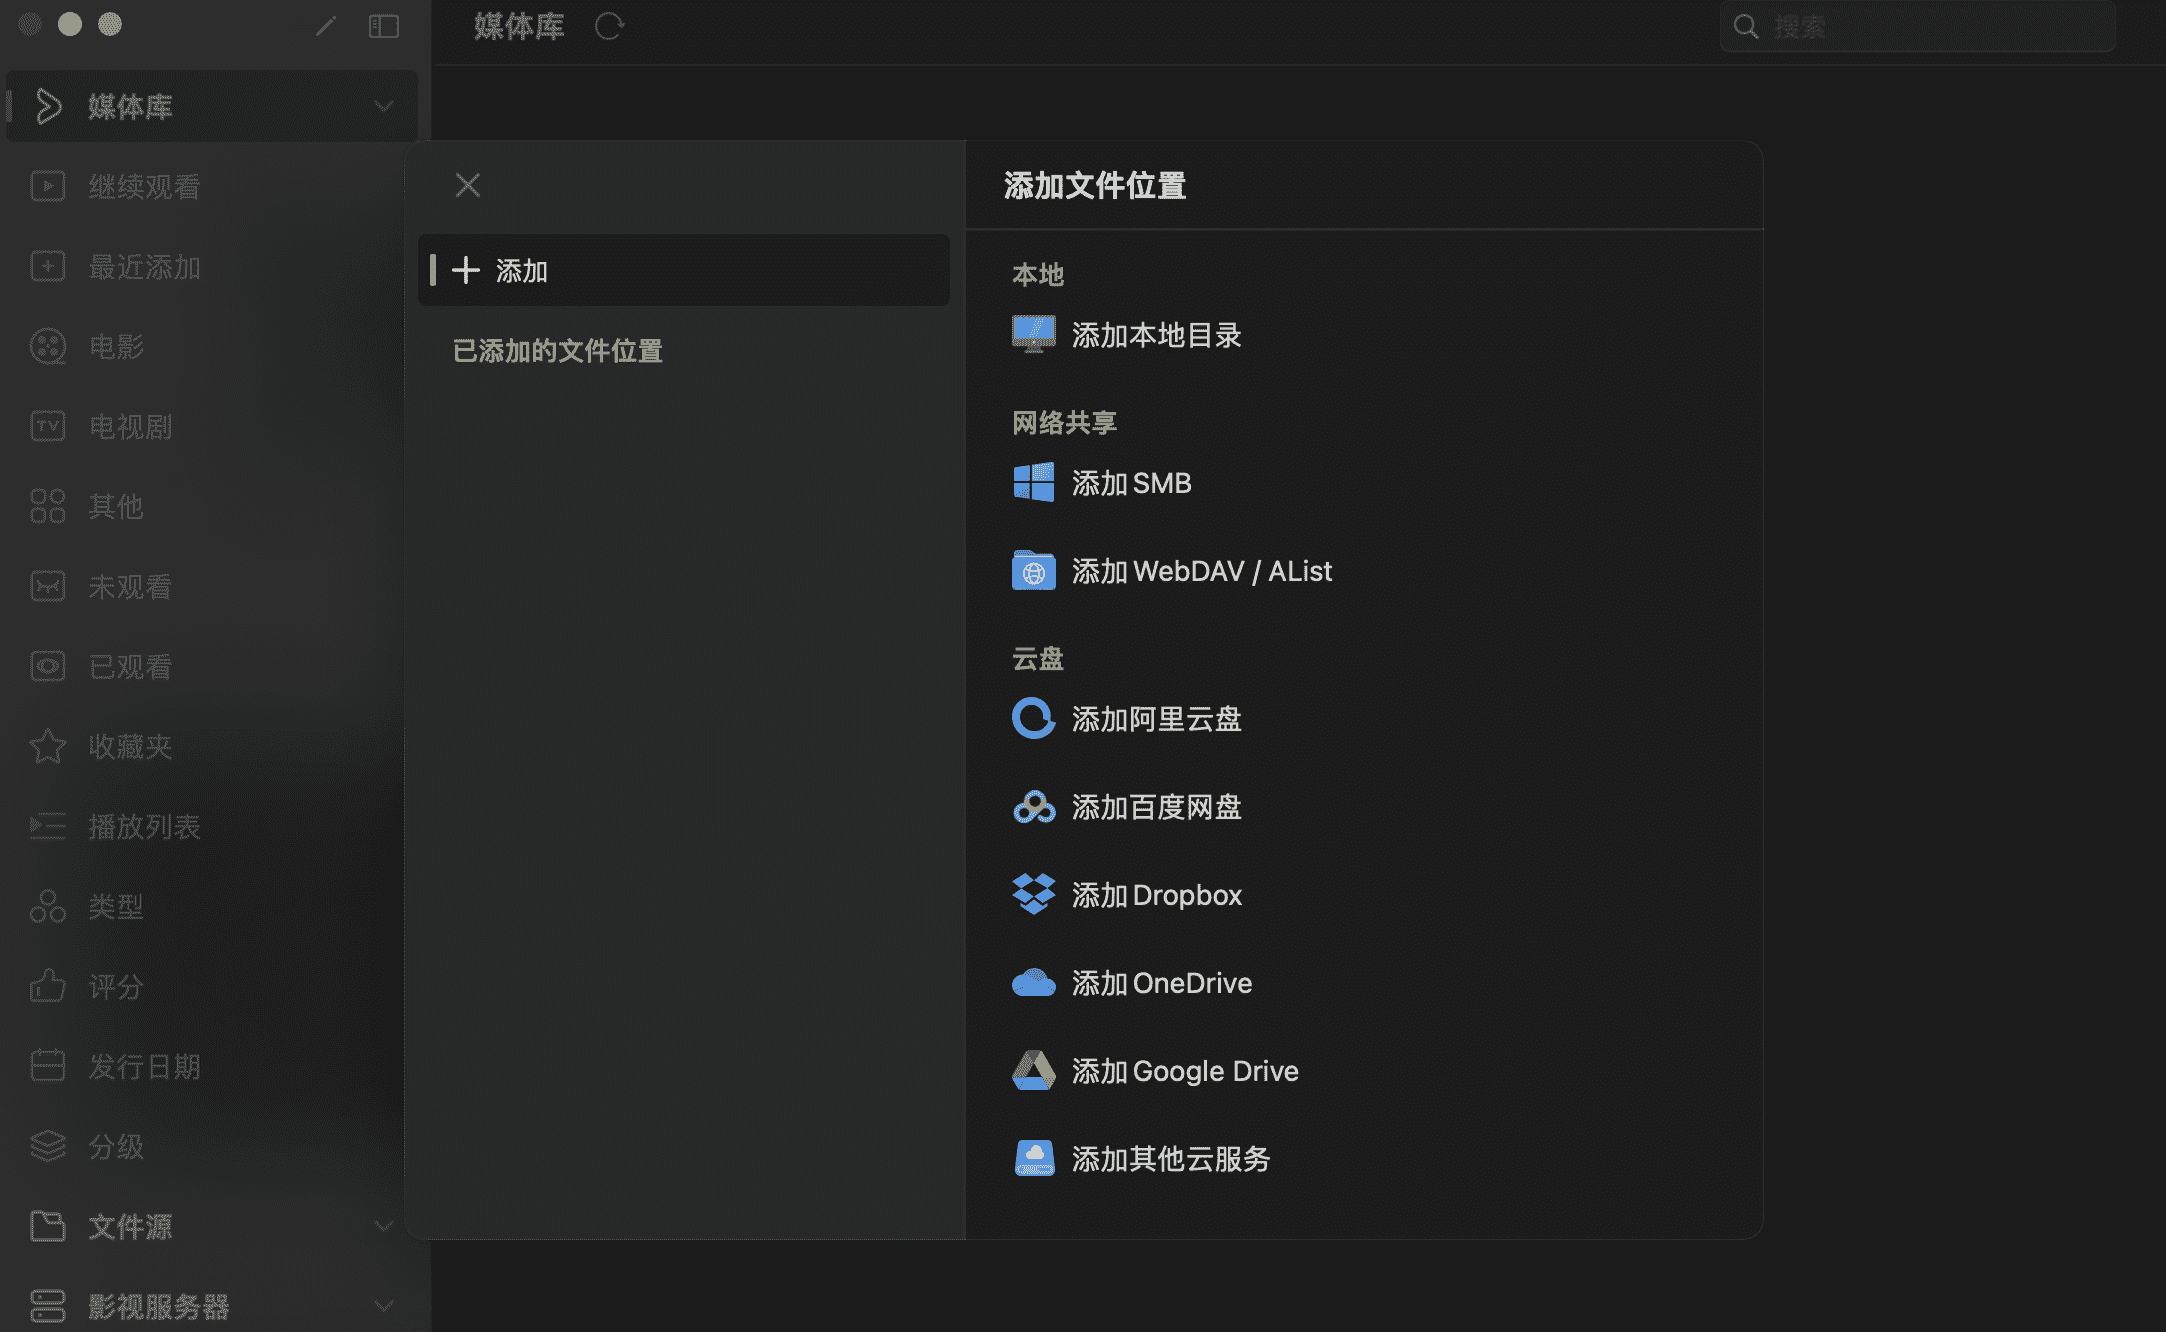 媒体库
搜索
媒体库
继续观看
最近添加
电影
TV
电视剧
其他
未观看
已观看
收藏夹
播放列表
类型
评分
发行日期
分级
文件源
影视服务器
添加
已添加的文件位置
添加文件位置
本地
添加本地目录
网络共享
添加 SMB
添加 WebDAV / AList
云盘
添加阿里云盘
添加百度网盘
添加 Dropbox
添加 OneDrive
添加 Google Drive
添加其他云服务